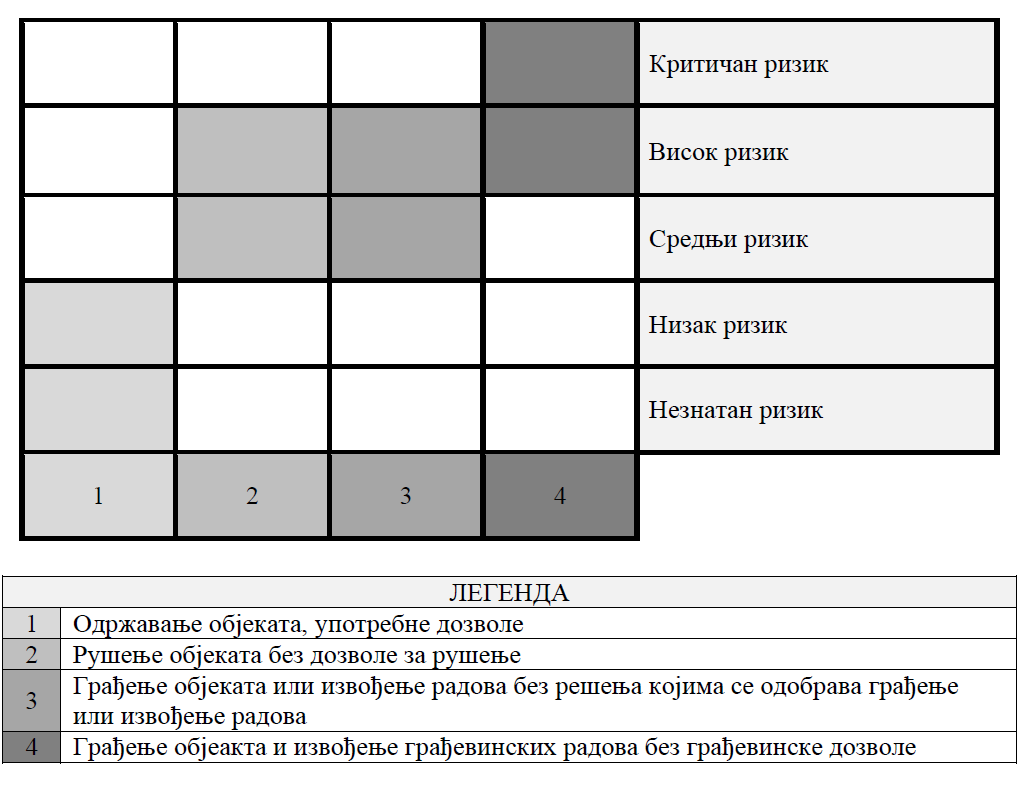 Критичан ризик
Висок ризик
Средњи ризик
Низак ризик
Незнатан ризик
1 2 3 4
ЛЕГЕНДА
1 Одржавање објеката, употребне дозволе
2 Рушење објеката без дозволе за рушење
3 Грађење објеката или извођење радова без решења којима се одобрава грађење
или извођење радова
4 Грађење објеакта и извођење грађевинских радова без грађевинске дозволе